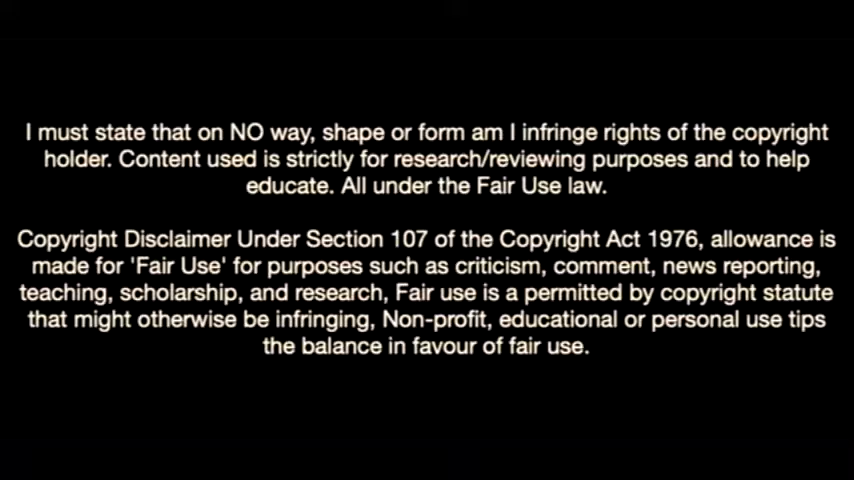 I must state that on NO way, shape or form am I infringe rights of the copyright
holder. Content used is strictly for research/reviewing purposes and to help
educate. All under the Fair Use law.
Copyright Disclaimer Under Section 107 of the Copyright Act 1976, allowance is
made for 'Fair Use' for purposes such as criticism, comment, news reporting,
teaching, scholarship, and research, Fair use is a permitted by copyright statute
that might otherwise be infringing, Non-profit, educational or personal use tips
the balance in favour of fair use.